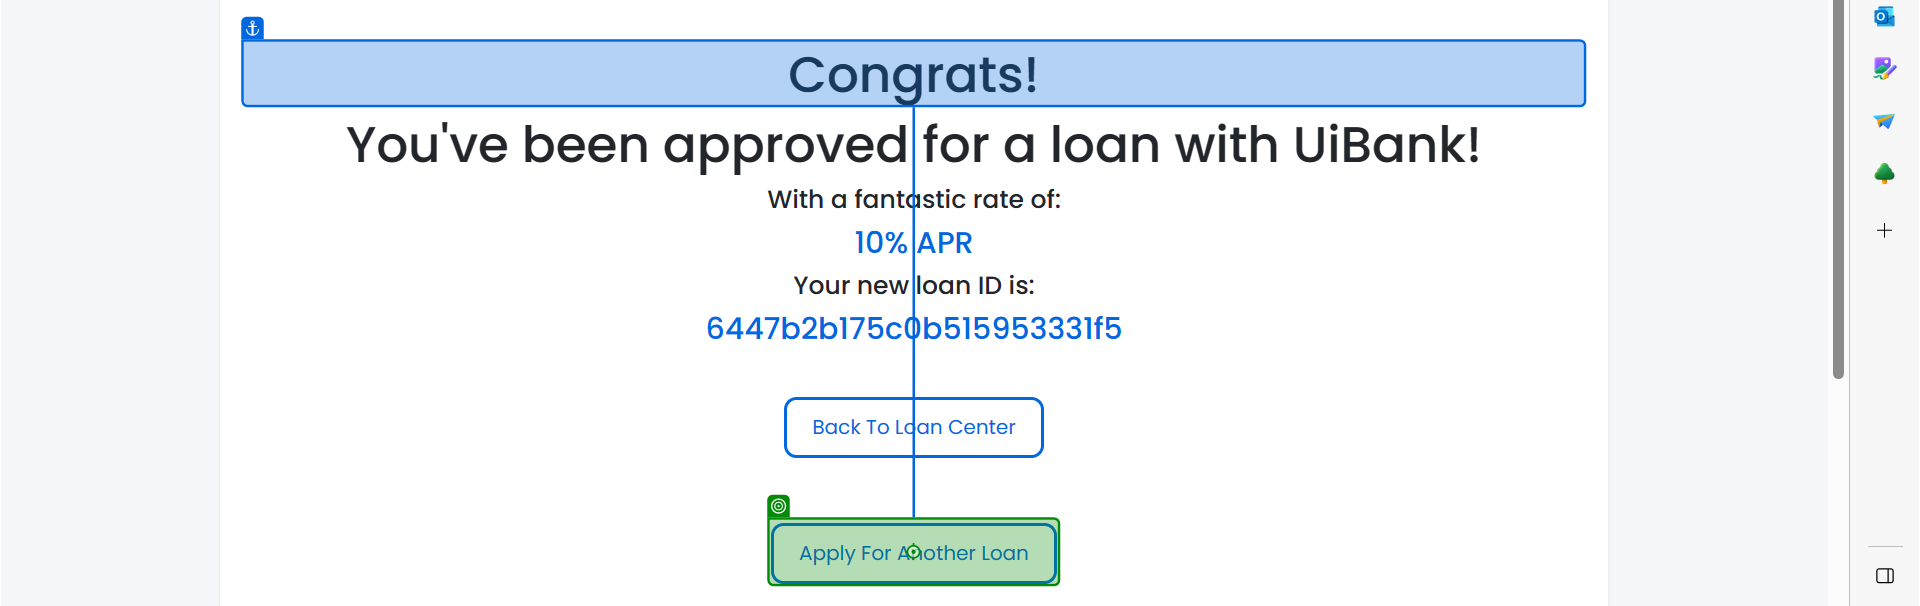 Congrats!
You've been approved for a loan with UiBank!
With a fantastic rate of:
10% APR
Your new loan ID is:
6447b2b175c0b515953331f5
Back To Loan Center
Apply For Another Loan